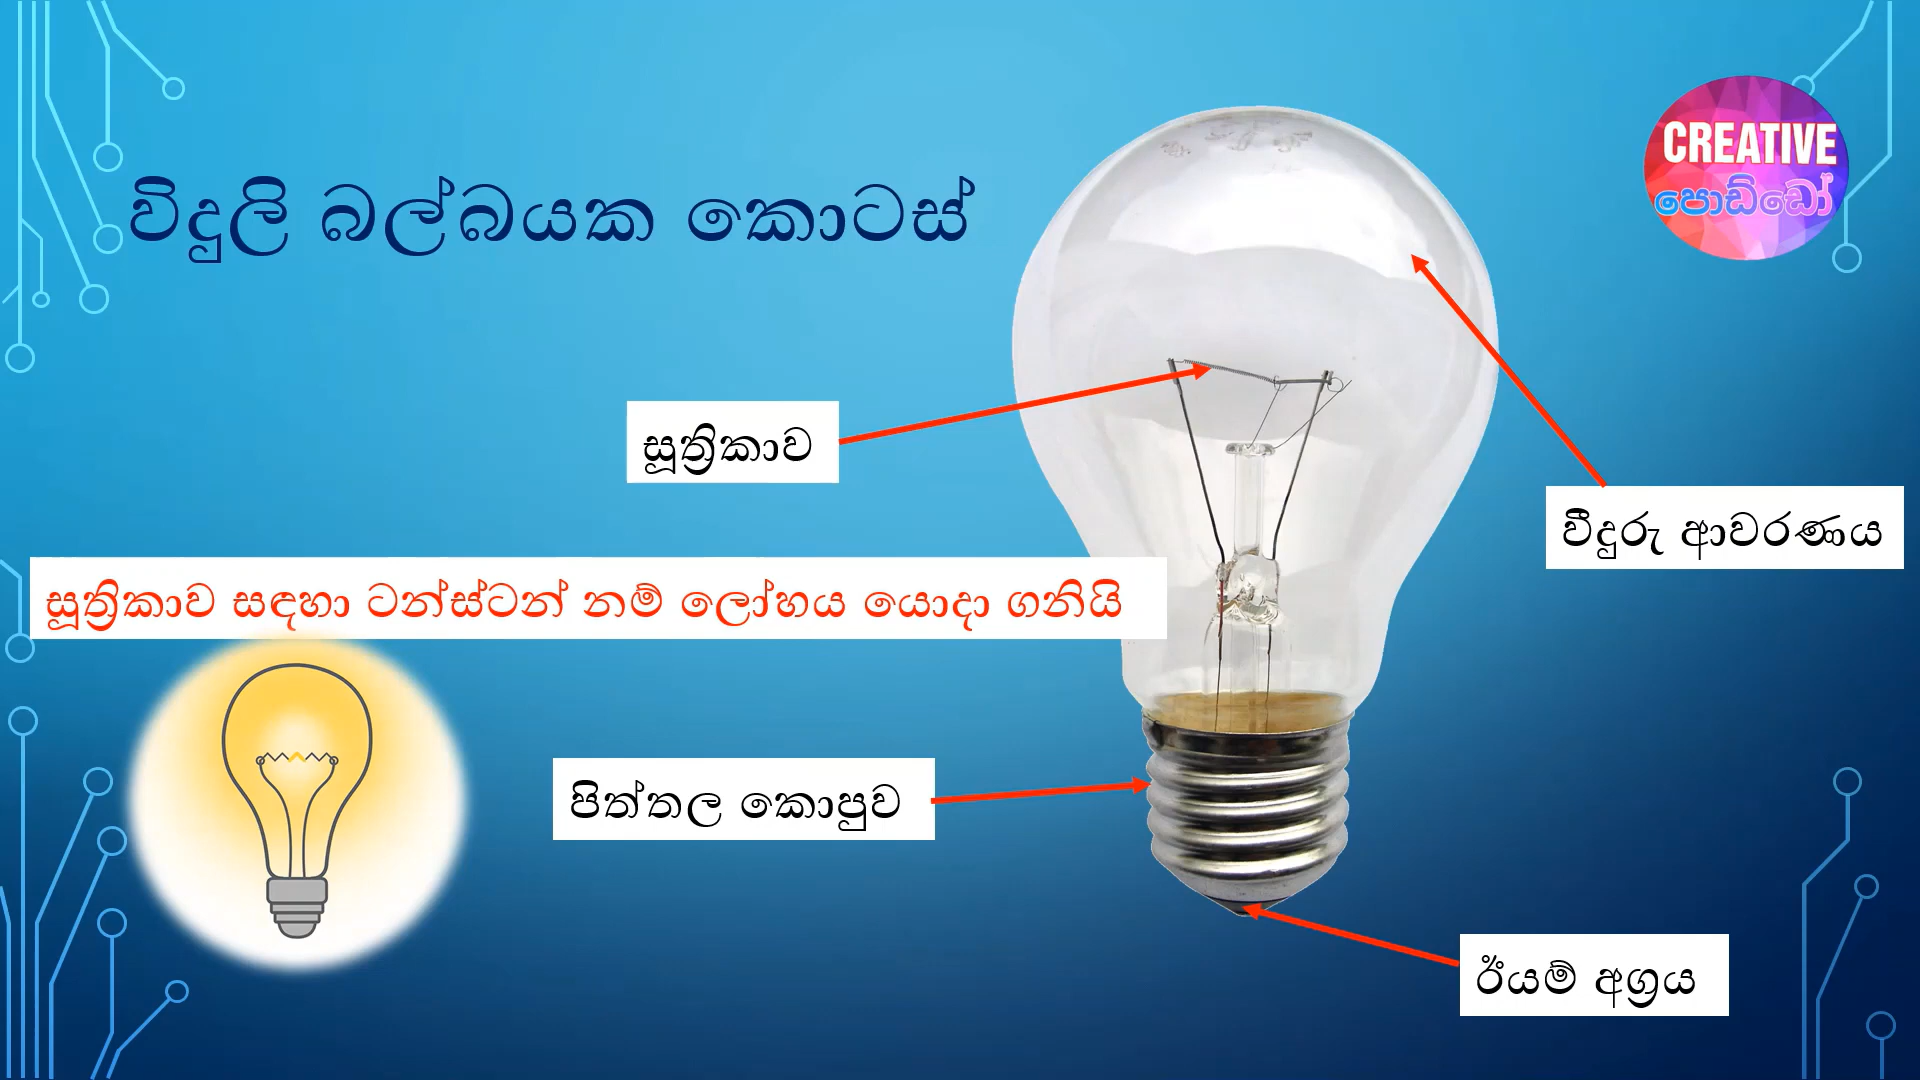 විදුලි බල්බයක කොටස්
CREATIVE
පොඩ්ඩෝ
සූත්‍රිකාව
වීදුරු ආවරණය
සූත්‍රිකාව සඳහා ටන්ස්ටන් නම් ලෝහය යොදා ගනියි
පිත්තල කොපුව
ඊයම් අග්‍රය